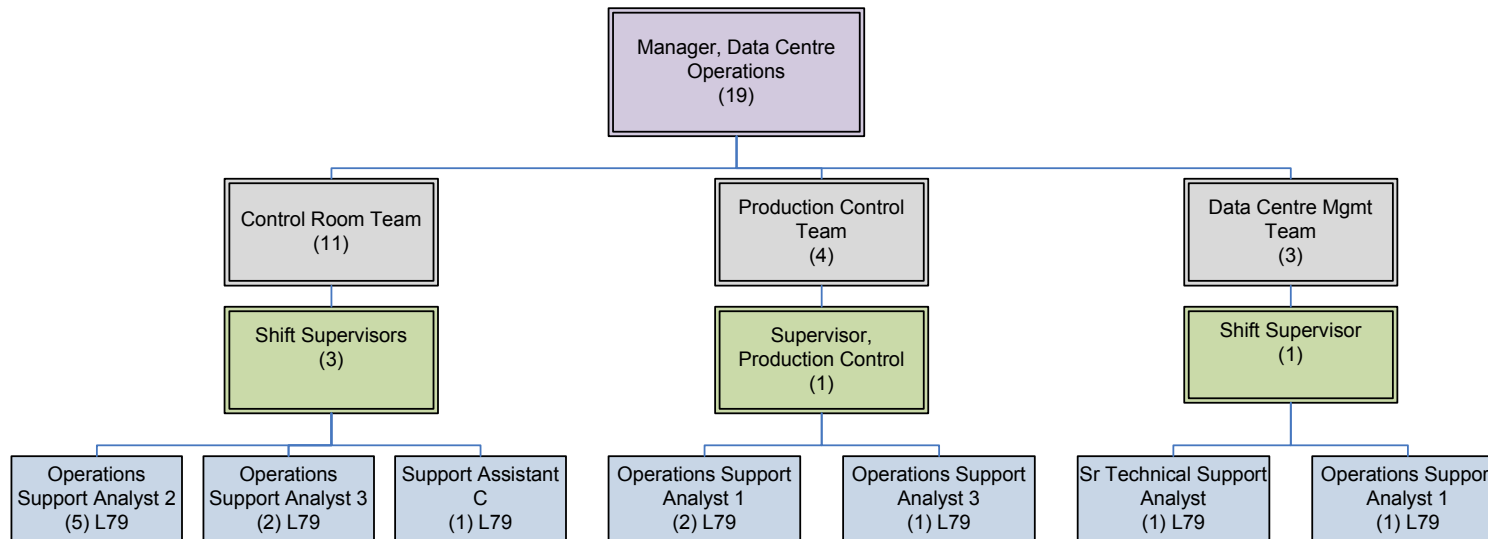 Manager, Data Centre
Operations
(19)
Control Room Team
(11)
Production Control
Team
(4)
Data Centre Mgmt
Team
(3)
Shift Supervisors
(3)
Supervisor,
Production Control
(1)
Shift Supervisor
(1)
Operations
Support Analyst 2
(5) L79
Operations
Support Analyst 3
(2) L79
Support Assistant
C
(1) L79
Operations Support
Analyst 1
(2) L79
Operations Support
Analyst 3
(1) L79
Sr Technical Support
Analyst
(1) L79
Operations Support
Analyst 1
(1) L79